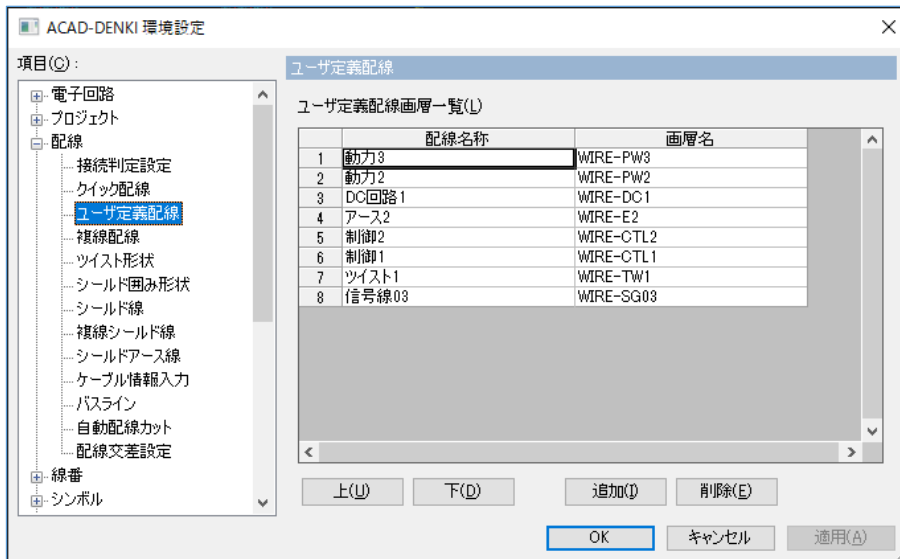 ACAD-DENKI 環境設定
項目(C):
電子回路
プロジェクト
配線
接続判定設定
クイック配線
ユーザ定義配線
複線配線
ツイスト形状
シールド囲み形状
シールド線
複線シールド線
シールドアース線
ケーブル情報入力
バスライン
自動配線カット
配線交差設定
線番
シンボル
ユーザ定義配線
ユーザ定義配線画層一覧(L)
配線名称 画層名
1 動力3 WIRE-PW3
2 動力2 WIRE-PW2
3 DC回路1 WIRE-DC1
4 アース2 WIRE-E2
5 制御2 WIRE-CTL2
6 制御1 WIRE-CTL1
7 ツイスト1 WIRE-TW1
8 信号線03 WIRE-SG03
上(U) 下(D) 追加(I) 削除(E)
OK キャンセル 適用(A)